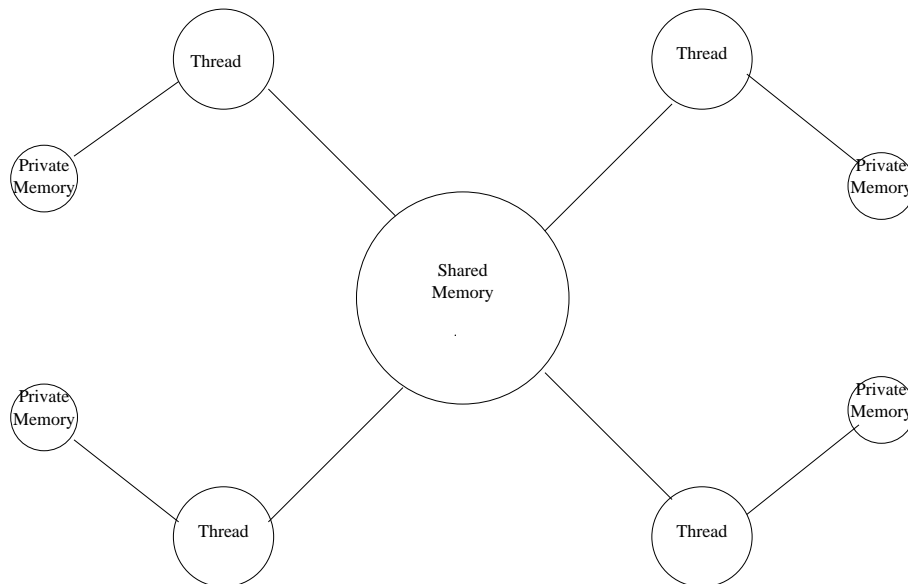 Thread
Thread
Private
Memory
Private
Memory
Shared
Memory
Private
Memory
Private
Memory
Thread
Thread